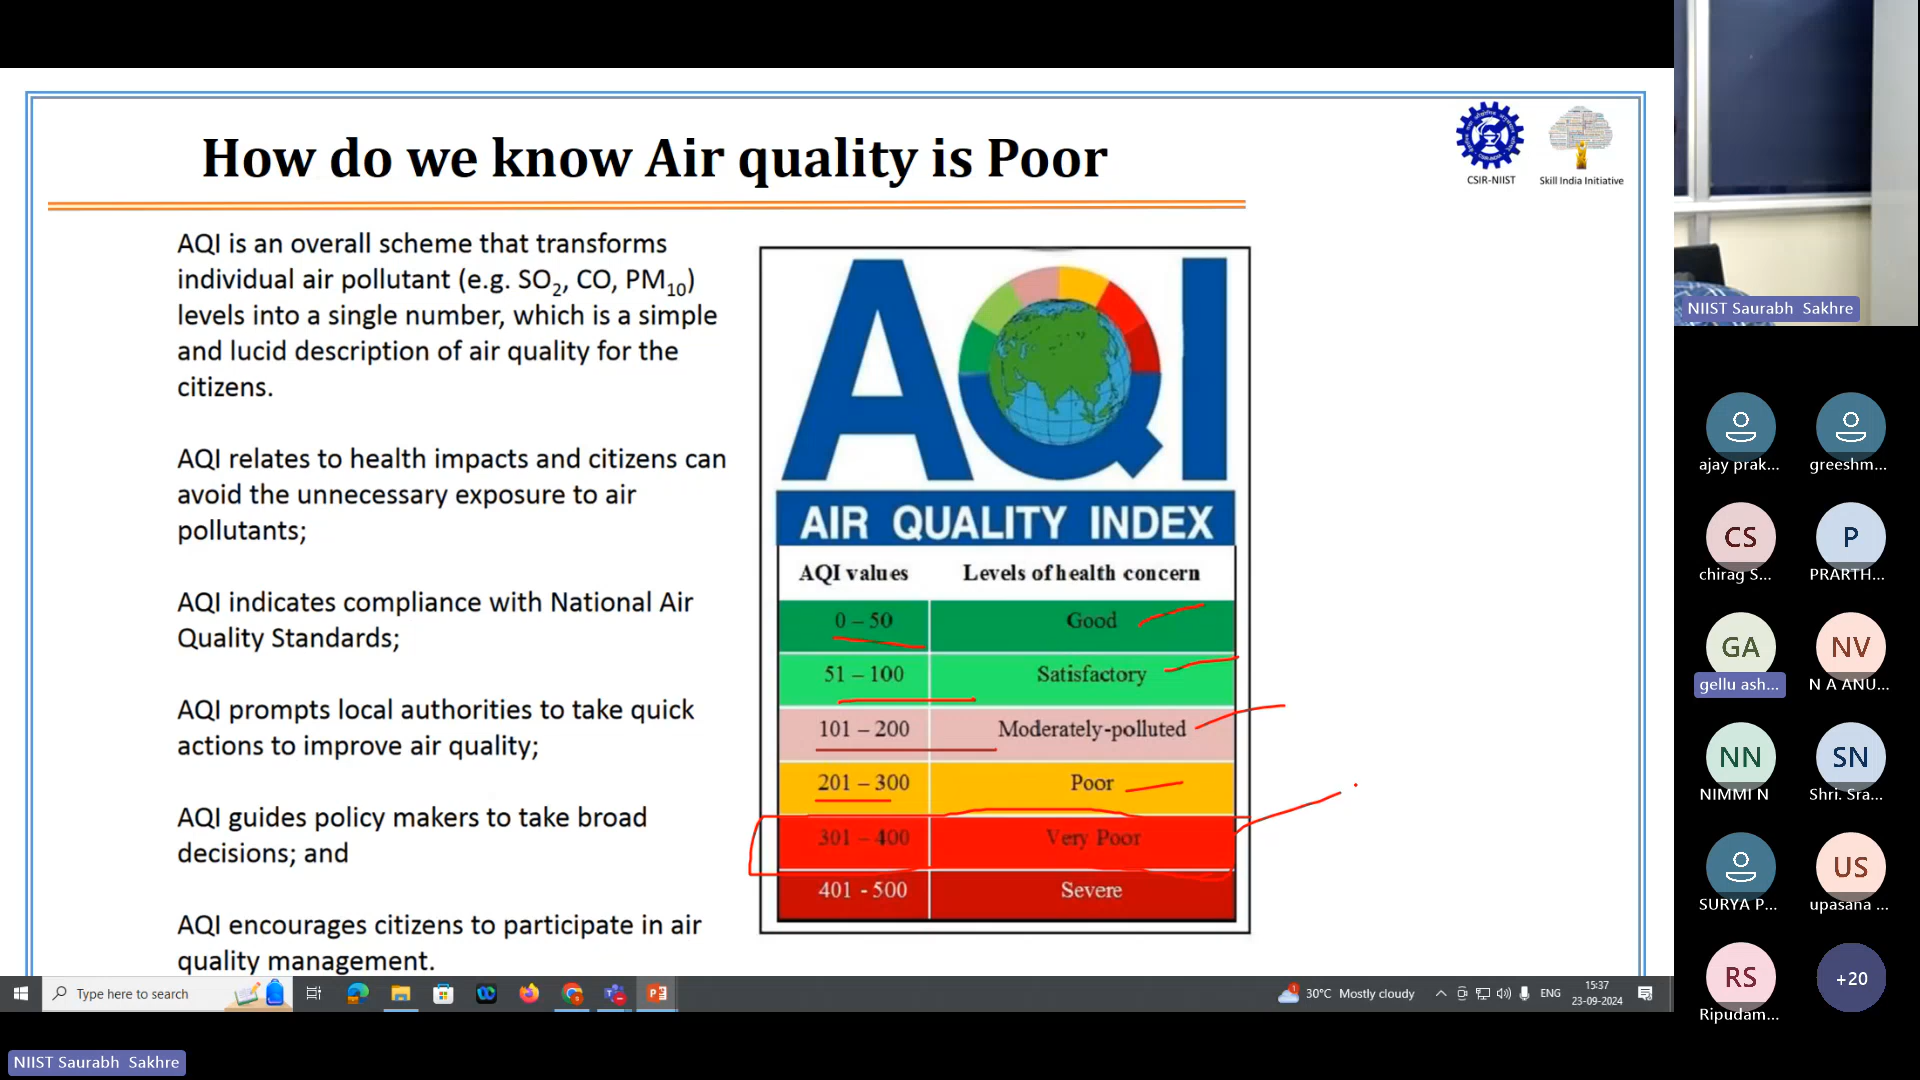 How do we know Air quality is Poor
CSIR-NIIST
Skill India Initiative
AQI is an overall scheme that transforms
individual air pollutant (e.g. SO₂, CO, PM₁₀)
levels into a single number, which is a simple
and lucid description of air quality for the
citizens.
AQI relates to health impacts and citizens can
avoid the unnecessary exposure to air
pollutants;
AQI indicates compliance with National Air
Quality Standards;
AQI prompts local authorities to take quick
actions to improve air quality;
AQI guides policy makers to take broad
decisions; and
AQI encourages citizens to participate in air
quality management.
AQI
AIR QUALITY INDEX
AQI values Levels of health concern
0 – 50 Good
51 – 100 Satisfactory
101 – 200 Moderately-polluted
201 – 300 Poor
301 – 400 Very Poor
401 - 500 Severe
NIIST Saurabh Sakhre
ajay prak... greeshm...
CS P
chirag S... PRARTH...
GA NV
gellu ash... N A ANU...
NN SN
NIMMI N Shri. Sra...
US
SURYA P... upasana ...
RS +20
Ripudam...
Type here to search
30°C Mostly cloudy
ENG
15:37
23-09-2024
NIIST Saurabh Sakhre